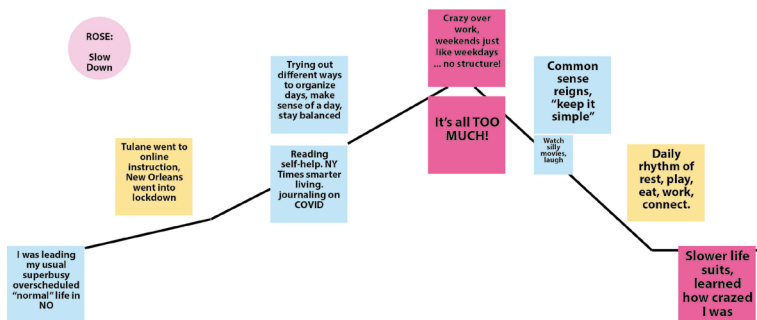 ROSE:
Slow
Down
I was leading
my usual
superbusy
overscheduled
“normal” life in
NO
Tulane went to
online
instruction,
New Orleans
went into
lockdown
Trying out
different ways
to organize
days, make
sense of a day,
stay balanced
Reading
self-help. NY
Times smarter
living.
journaling on
COVID
Crazy over
work,
weekends just
like weekdays
... no structure!
It’s all TOO
MUCH!
Common
sense
reigns,
“keep it
simple”
Watch
silly
movies,
laugh
Daily
rhythm of
rest, play,
eat, work,
connect.
Slower life
suits,
learned
how crazed
I was